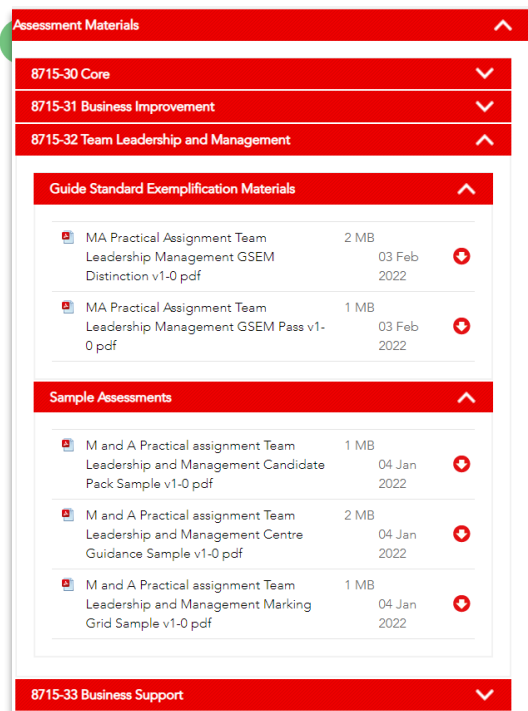 Assessment Materials
8715-30 Core
8715-31 Business Improvement
8715-32 Team Leadership and Management
Guide Standard Exemplification Materials
MA Practical Assignment Team 2 MB
Leadership Management GSEM 03 Feb
Distinction v1-0 pdf 2022
MA Practical Assignment Team 1 MB
Leadership Management GSEM Pass v1- 03 Feb
0 pdf 2022
Sample Assessments
M and A Practical assignment Team 1 MB
Leadership and Management Candidate 04 Jan
Pack Sample v1-0 pdf 2022
M and A Practical assignment Team 2 MB
Leadership and Management Centre 04 Jan
Guidance Sample v1-0 pdf 2022
M and A Practical assignment Team 1 MB
Leadership and Management Marking 04 Jan
Grid Sample v1-0 pdf 2022
8715-33 Business Support